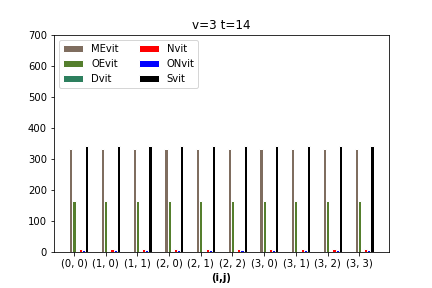 v=3 t=14
700
600
500
400
300
200
100
0
MEvit Nvit
OEvit ONvit
Dvit Svit
(0, 0) (1, 0) (1, 1) (2, 0) (2, 1) (2, 2) (3, 0) (3, 1) (3, 2) (3, 3)
(i,j)